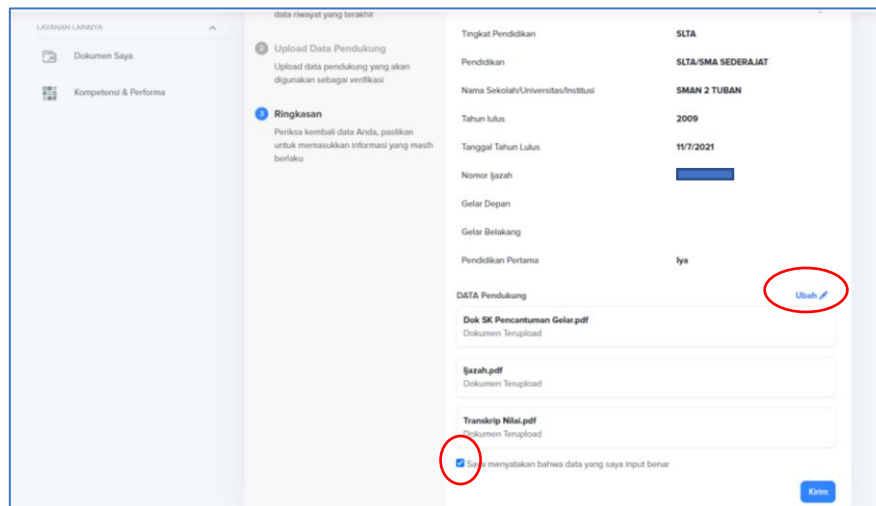 data riwayat yang terakhir
LAYANAN LAINNYA
Dokumen Saya
Kompetensi & Performa
2 Upload Data Pendukung
Upload data pendukung yang akan
digunakan sebagai verifikasi
3 Ringkasan
Periksa kembali data Anda, pastikan
untuk memasukkan informasi yang masih
berlaku
Tingkat Pendidikan SLTA
Pendidikan SLTA/SMA SEDERAJAT
Nama Sekolah/Universitas/Institusi SMAN 2 TUBAN
Tahun lulus 2009
Tanggal Tahun Lulus 11/7/2021
Nomor Ijazah
Gelar Depan
Gelar Belakang
Pendidikan Pertama Iya
DATA Pendukung Ubah
Dok SK Pencantuman Gelar.pdf
Dokumen Terupload
Ijazah.pdf
Dokumen Terupload
Transkrip Nilai.pdf
Dokumen Terupload
Saya menyatakan bahwa data yang saya input benar
Kirim